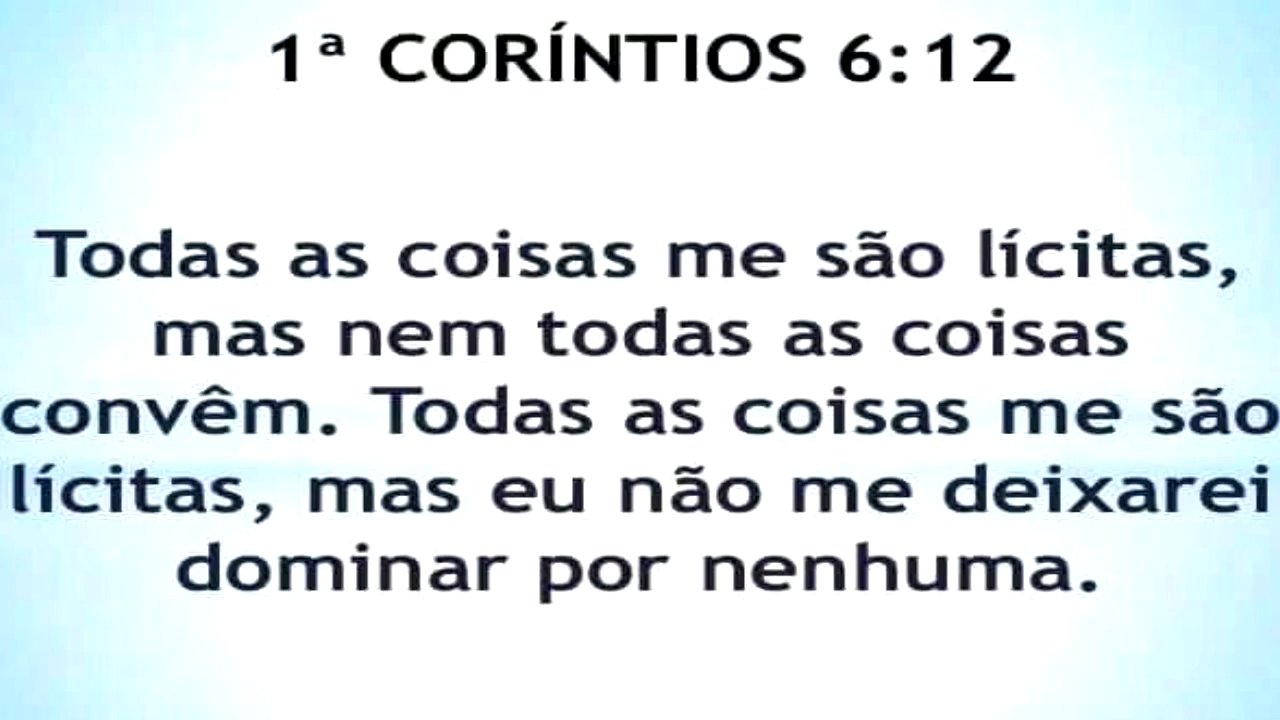 1ª CORÍNTIOS 6:12
Todas as coisas me são lícitas,
mas nem todas as coisas
convêm. Todas as coisas me são
lícitas, mas eu não me deixarei
dominar por nenhuma.